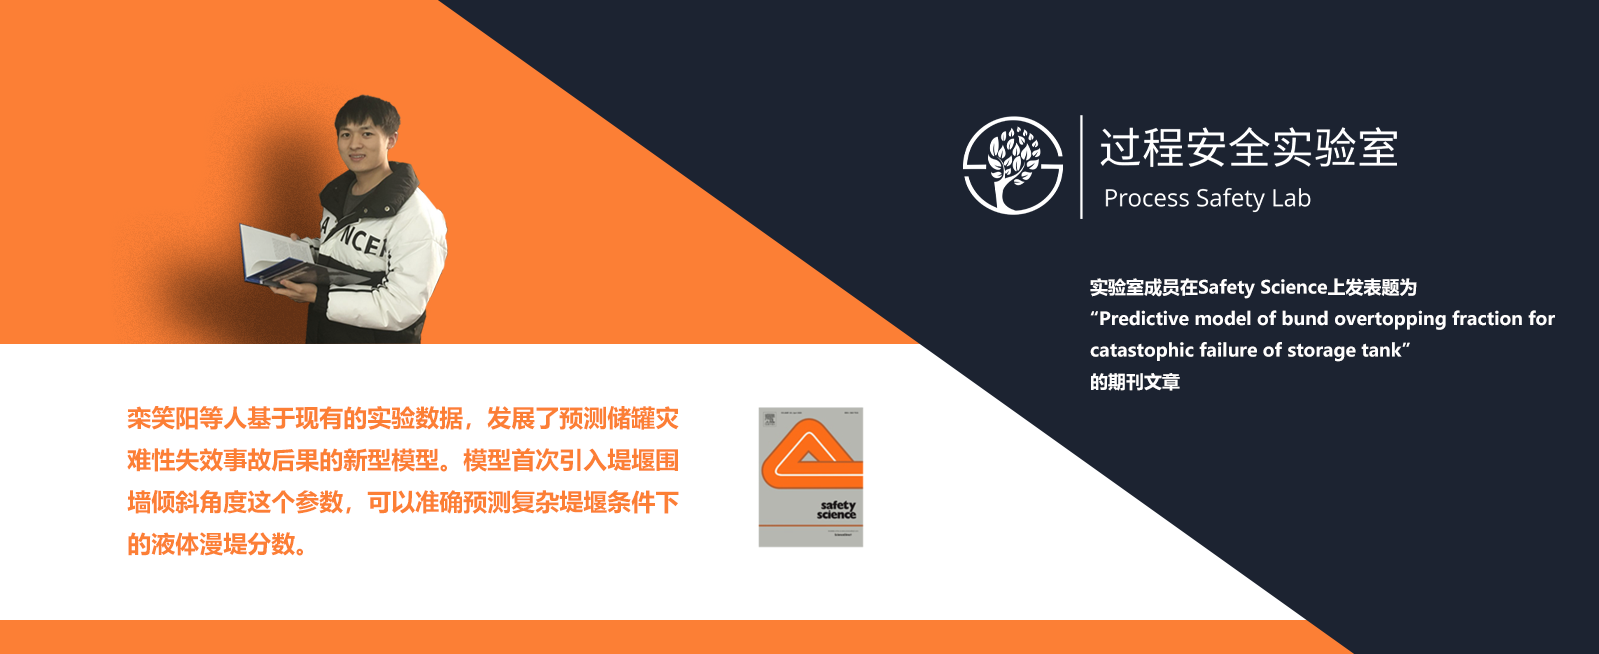 过程安全实验室
Process Safety Lab
实验室成员在Safety Science上发表题为
“Predictive model of bund overtopping fraction for
catastophic failure of storage tank”
的期刊文章
栾笑阳等人基于现有的实验数据，发展了预测储罐灾
难性失效事故后果的新型模型。模型首次引入堤堰围
墙倾斜角度这个参数，可以准确预测复杂堤堰条件下
的液体漫堤分数。
safety
science